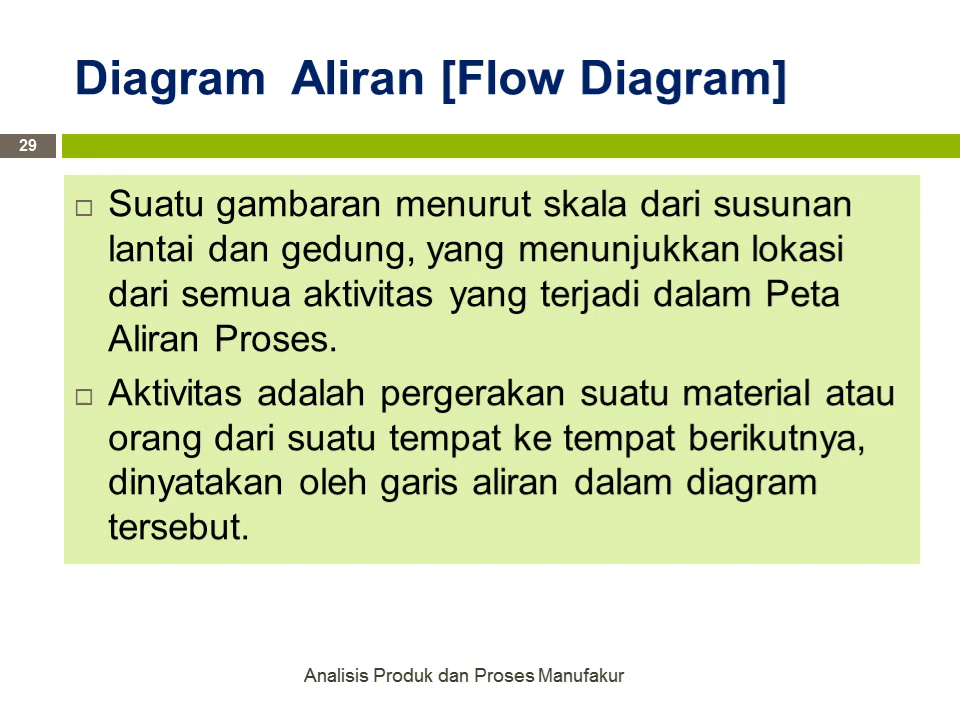 Diagram Aliran [Flow Diagram]
29
□ Suatu gambaran menurut skala dari susunan
lantai dan gedung, yang menunjukkan lokasi
dari semua aktivitas yang terjadi dalam Peta
Aliran Proses.
□ Aktivitas adalah pergerakan suatu material atau
orang dari suatu tempat ke tempat berikutnya,
dinyatakan oleh garis aliran dalam diagram
tersebut.
Analisis Produk dan Proses Manufakur